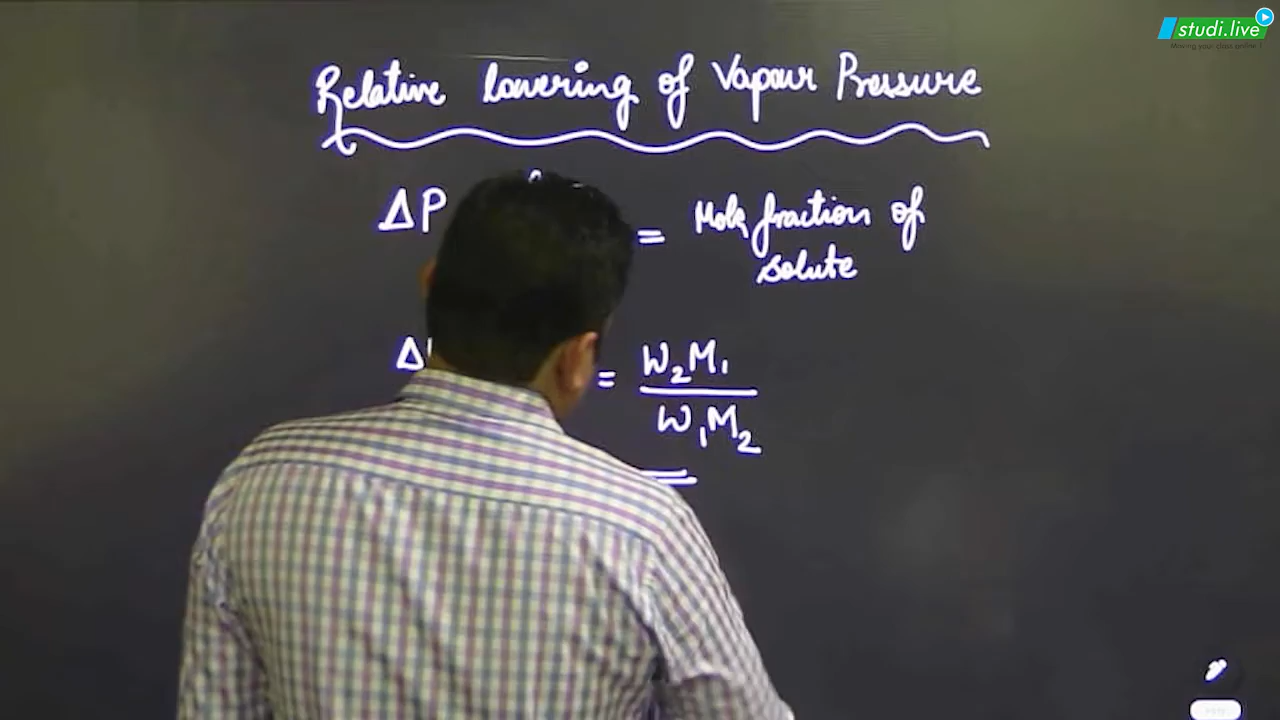 studi.live
Moving your class online !
Relative lowering of Vapour Pressure
ΔP = Mole fraction of
solute
Δ = W₂M₁
W₁M₂
=